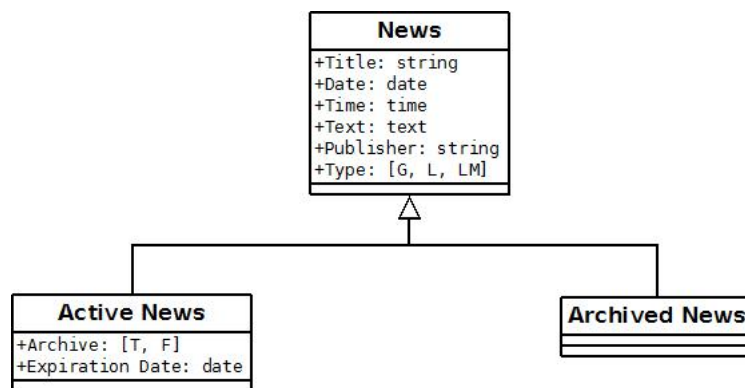 News
+Title: string
+Date: date
+Time: time
+Text: text
+Publisher: string
+Type: [G, L, LM]
Active News
+Archive: [T, F]
+Expiration Date: date
Archived News